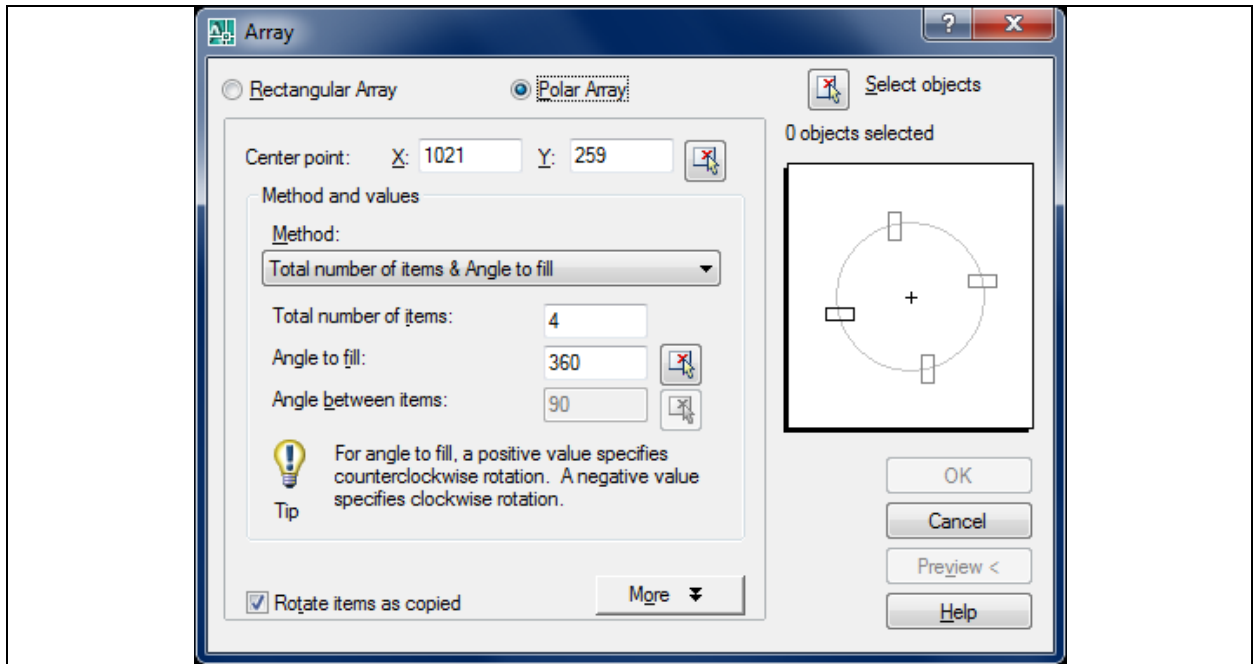 Array
Rectangular Array
Polar Array
Select objects
0 objects selected
Center point: X: 1021 Y: 259
Method and values
Method:
Total number of items & Angle to fill
Total number of items: 4
Angle to fill: 360
Angle between items: 90
For angle to fill, a positive value specifies
counterclockwise rotation. A negative value
specifies clockwise rotation.
Tip
OK
Cancel
Preview <
Help
Rotate items as copied
More